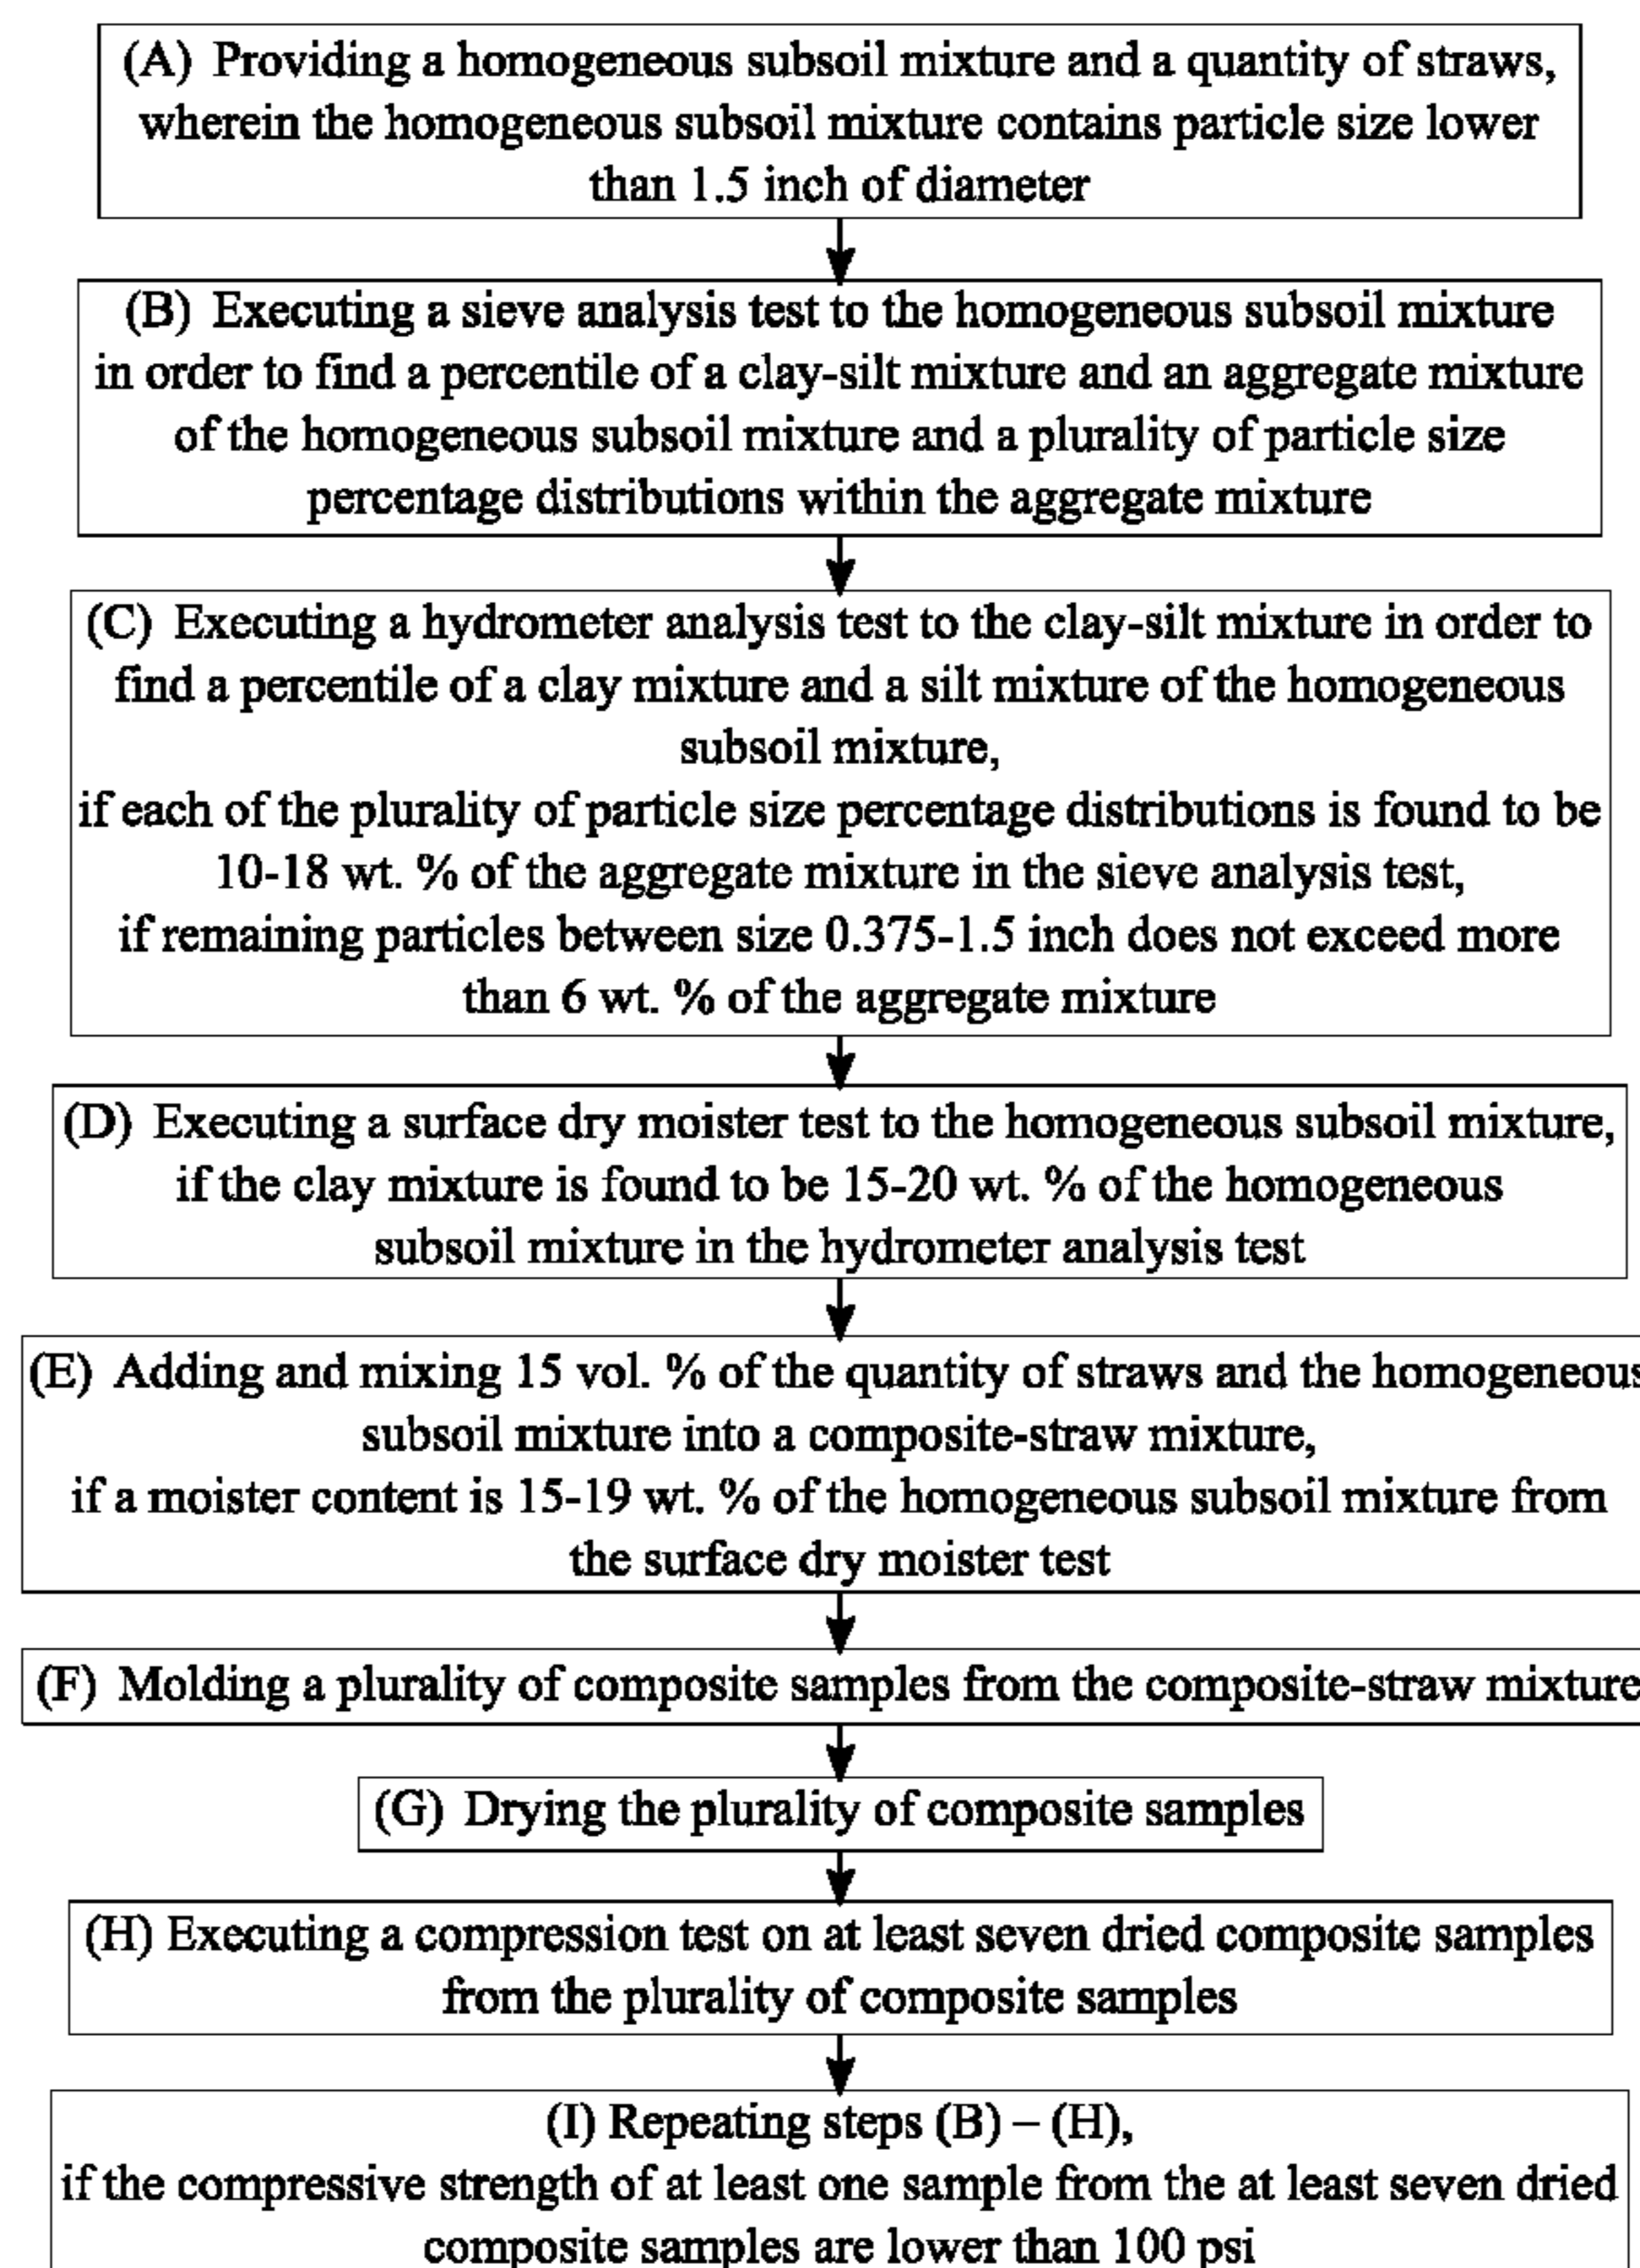 (A) Providing a homogeneous subsoil mixture and a quantity of straws,
wherein the homogeneous subsoil mixture contains particle size lower
than 1.5 inch of diameter
(B) Executing a sieve analysis test to the homogeneous subsoil mixture
in order to find a percentile of a clay-silt mixture and an aggregate mixture
of the homogeneous subsoil mixture and a plurality of particle size
percentage distributions within the aggregate mixture
(C) Executing a hydrometer analysis test to the clay-silt mixture in order to
find a percentile of a clay mixture and a silt mixture of the homogeneous
subsoil mixture,
if each of the plurality of particle size percentage distributions is found to be
10-18 wt. % of the aggregate mixture in the sieve analysis test,
if remaining particles between size 0.375-1.5 inch does not exceed more
than 6 wt. % of the aggregate mixture
(D) Executing a surface dry moister test to the homogeneous subsoil mixture,
if the clay mixture is found to be 15-20 wt. % of the homogeneous
subsoil mixture in the hydrometer analysis test
(E) Adding and mixing 15 vol. % of the quantity of straws and the homogeneous
subsoil mixture into a composite-straw mixture,
if a moister content is 15-19 wt. % of the homogeneous subsoil mixture from
the surface dry moister test
(F) Molding a plurality of composite samples from the composite-straw mixture
(G) Drying the plurality of composite samples
(H) Executing a compression test on at least seven dried composite samples
from the plurality of composite samples
(I) Repeating steps (B) – (H),
if the compressive strength of at least one sample from the at least seven dried
composite samples are lower than 100 psi